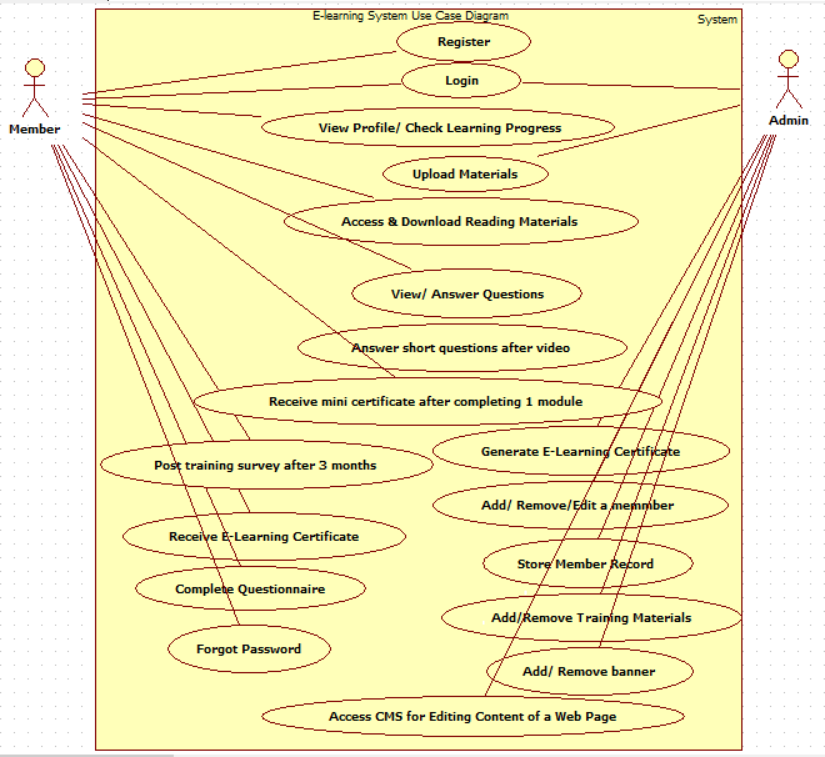 E-learning System Use Case Diagram
System
Register
Login
Member
Admin
View Profile/ Check Learning Progress
Upload Materials
Access & Download Reading Materials
View/ Answer Questions
Answer short questions after video
Receive mini certificate after completing 1 module
Generate E-Learning Certificate
Post training survey after 3 months
Add/ Remove/Edit a memmber
Receive E-Learning Certificate
Store Member Record
Complete Questionnaire
Add/Remove Training Materials
Forgot Password
Add/ Remove banner
Access CMS for Editing Content of a Web Page